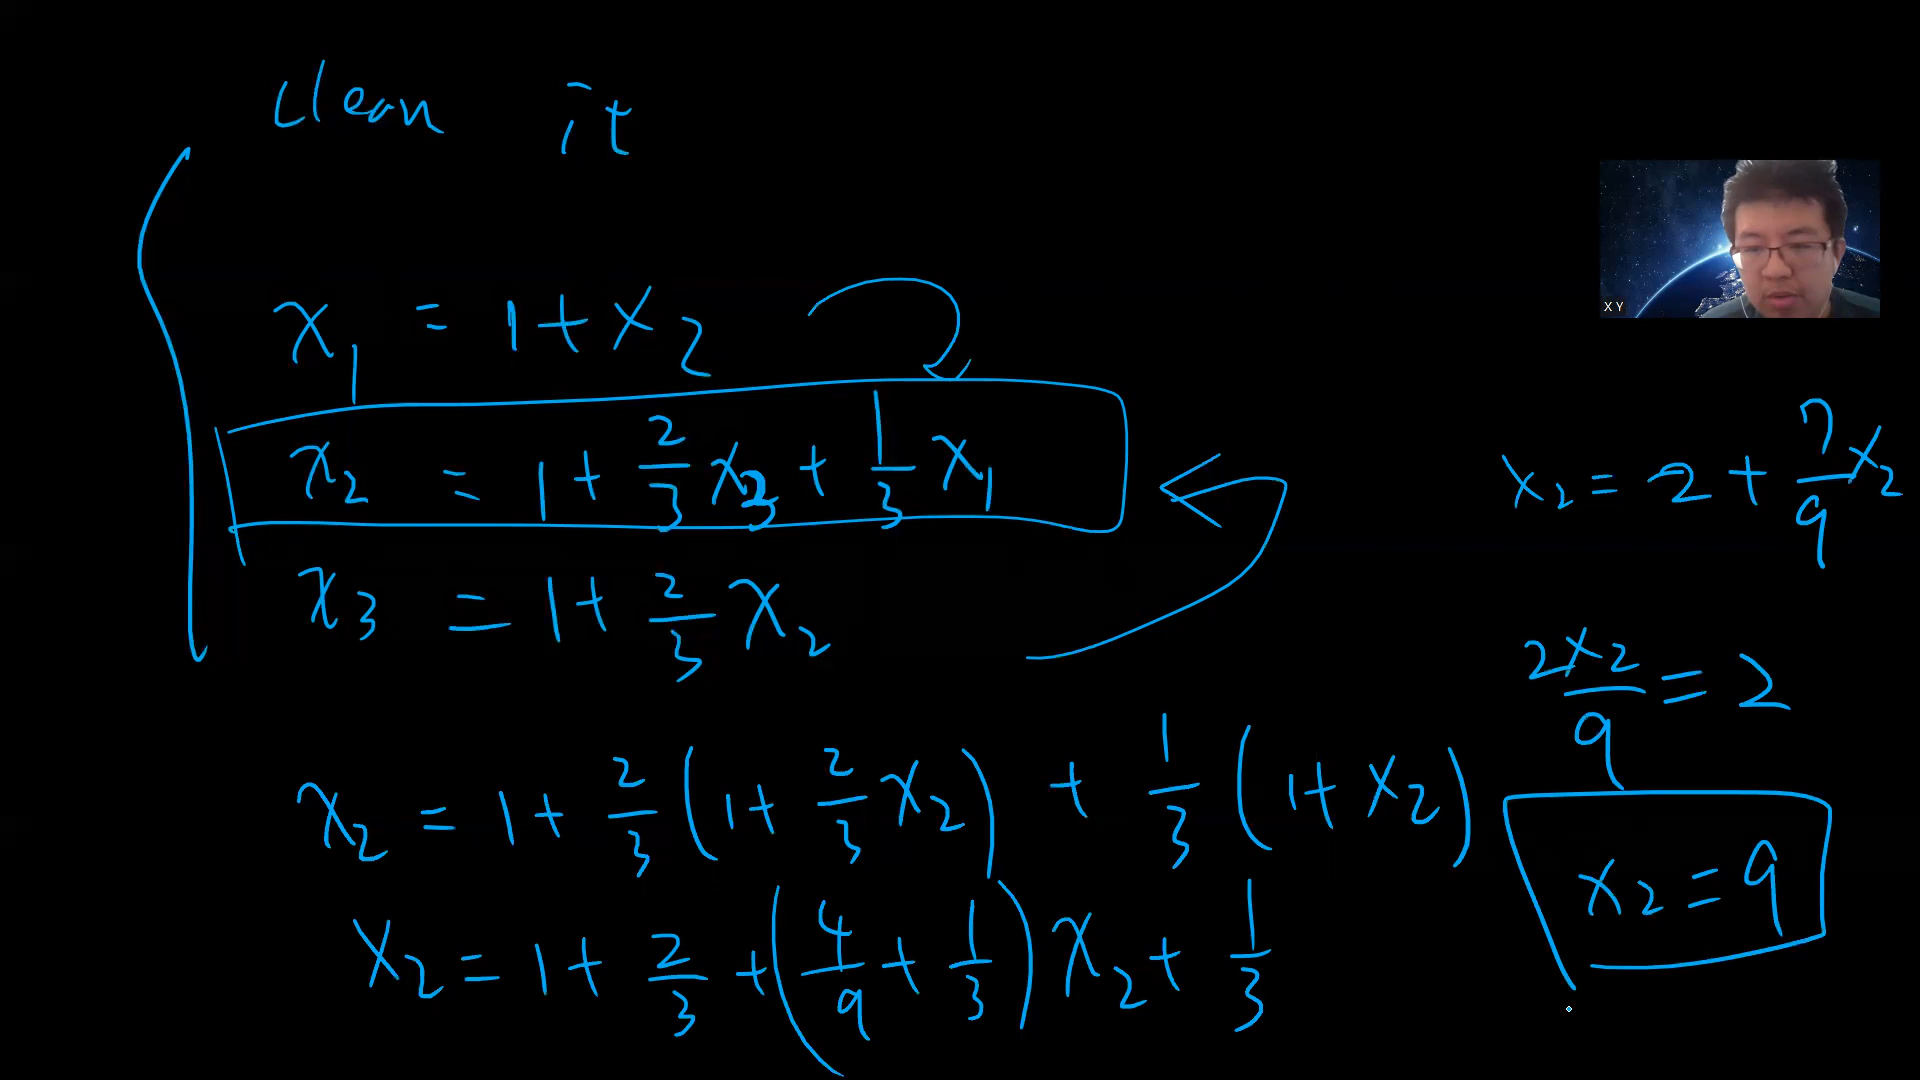 clean it
x₁ = 1 + x₂
x₂ = 1 + 2/3 x₃ + 1/3 x₁
x₃ = 1 + 2/3 x₂
x₂ = 1 + 2/3 (1 + 2/3 x₂) + 1/3 (1 + x₂)
x₂ = 1 + 2/3 + (4/9 + 1/3) x₂ + 1/3
X Y
x₂ = 2 + 7/9 x₂
2x₂/9 = 2
x₂ = 9